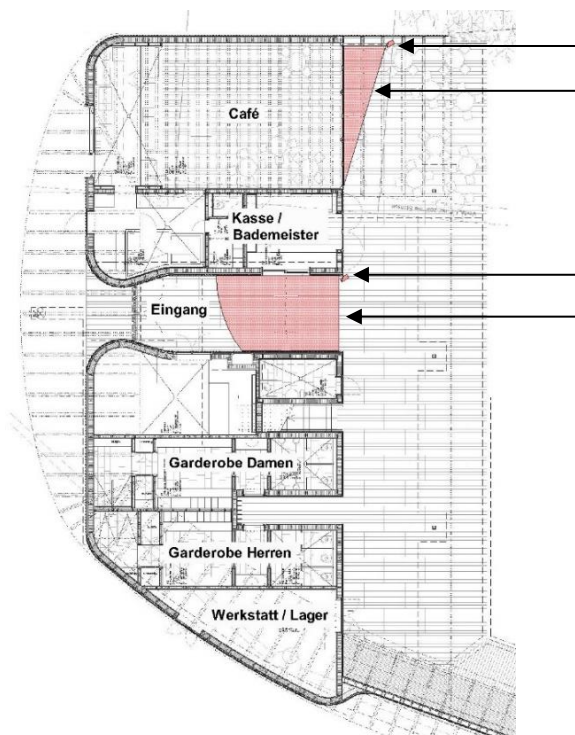 Café
Kasse /
Bademeister
Eingang
Garderobe Damen
Garderobe Herren
Werkstatt / Lager